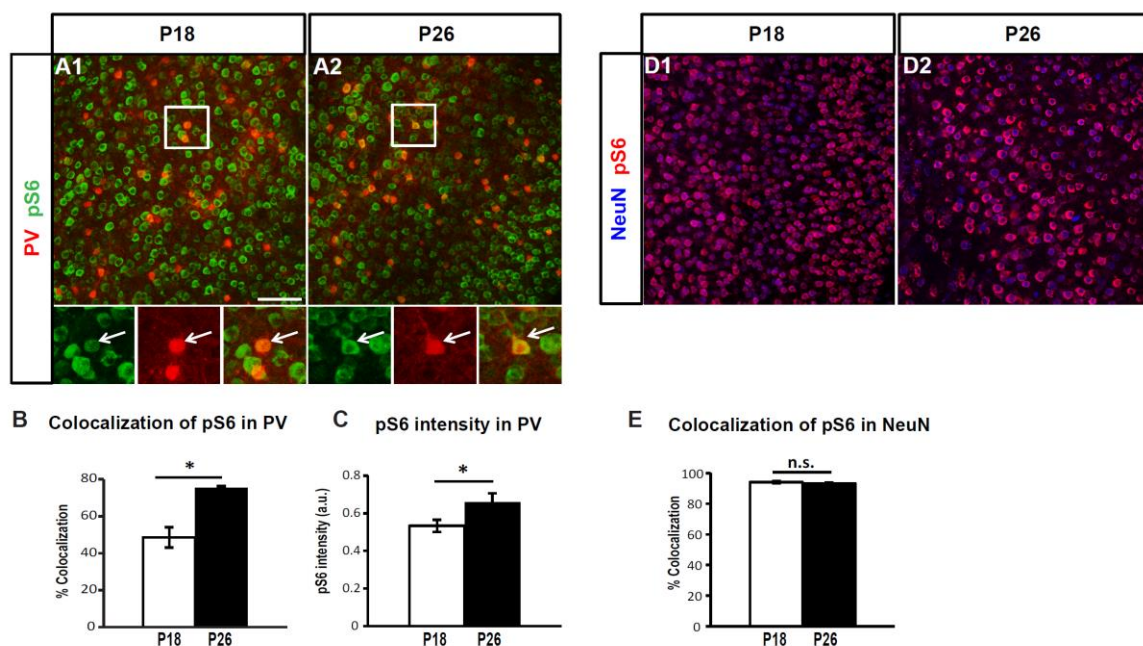 P18 P26
A1 A2
PV pS6
P18 P26
D1 D2
NeuN pS6
B Colocalization of pS6 in PV
*
% Colocalization
80
60
40
20
0
P18 P26
C pS6 intensity in PV
*
pS6 intensity (a.u.)
0.8
0.6
0.4
0.2
0
P18 P26
E Colocalization of pS6 in NeuN
n.s.
% Colocalization
100
80
60
40
20
0
P18 P26